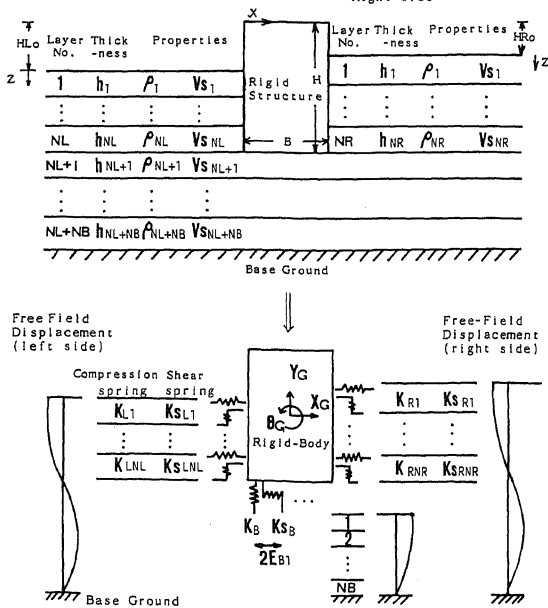 X
HLo
Layer Thick Properties
No. -ness
Z
1 h1 ρ1 Vs1
NL hNL ρNL VsNL
NL+1 hNL+1 ρNL+1 VsNL+1
NL+NB hNL+NB ρNL+NB VsNL+NB
Rigid
Structure
H
B
Layer Thick Properties
No. -ness
HRo
Z
1 h1 ρ1 Vs1
NR hNR ρNR VsNR
Base Ground
Free Field
Displacement
(left side)
Free-Field
Displacement
(right side)
Compression Shear
spring spring
KL1 KsL1
KLNL KsLNL
YG
XG
θG
Rigid-Body
KR1 KsR1
KRNR KsRNR
KB KsB
2EB1
1
2
NB
Base Ground